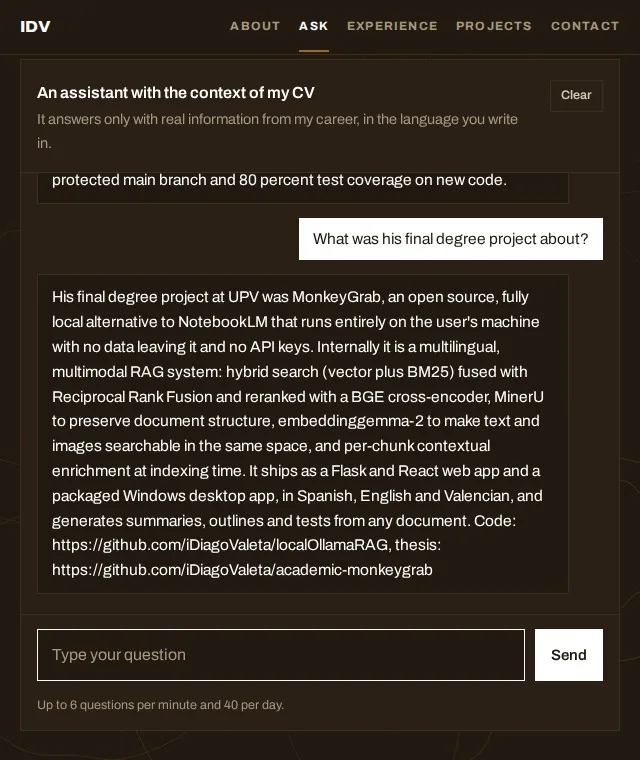 IDV
ABOUT ASK EXPERIENCE PROJECTS CONTACT
An assistant with the context of my CV
It answers only with real information from my career, in the language you write
in.
Clear
protected main branch and 80 percent test coverage on new code.
What was his final degree project about?
His final degree project at UPV was MonkeyGrab, an open source, fully
local alternative to NotebookLM that runs entirely on the user's machine
with no data leaving it and no API keys. Internally it is a multilingual,
multimodal RAG system: hybrid search (vector plus BM25) fused with
Reciprocal Rank Fusion and reranked with a BGE cross-encoder, MinerU
to preserve document structure, embeddinggemma-2 to make text and
images searchable in the same space, and per-chunk contextual
enrichment at indexing time. It ships as a Flask and React web app and a
packaged Windows desktop app, in Spanish, English and Valencian, and
generates summaries, outlines and tests from any document. Code:
https://github.com/iDiagoValeta/localOllamaRAG, thesis:
https://github.com/iDiagoValeta/academic-monkeygrab
Type your question
Send
Up to 6 questions per minute and 40 per day.